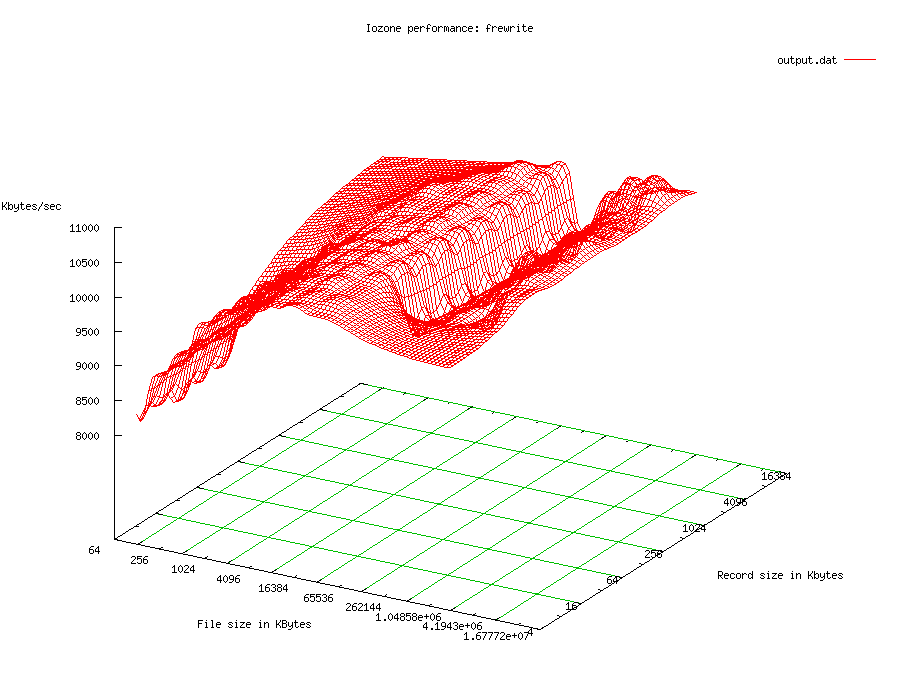 Iozone performance: frewrite
output.dat
Kbytes/sec
11000
10500
10000
9500
9000
8500
8000
64
256
1024
4096
16384
65536
262144
1.04858e+06
4.1943e+06
1.67772e+07
4
16
64
256
1024
4096
16384
Record size in Kbytes
File size in KBytes